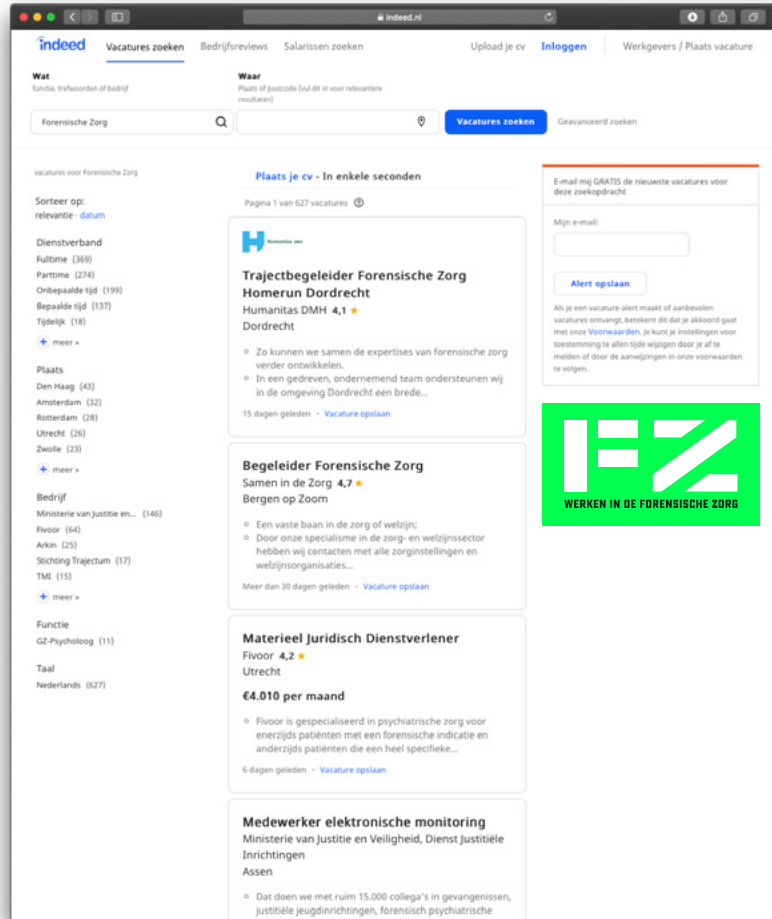 indeed.nl
indeed
Vacatures zoeken
Bedrijfsreviews
Salarissen zoeken
Upload je cv
Inloggen
Werkgevers / Plaats vacature
Wat
functie, trefwoorden of bedrijf
Waar
Plaats of postcode (vul dit in voor relevantere
resultaten)
Forensische Zorg
Vacatures zoeken
Geavanceerd zoeken
vacatures voor Forensische Zorg
Sorteer op:
relevantie - datum
Dienstverband
Fulltime (369)
Parttime (274)
Onbepaalde tijd (199)
Bepaalde tijd (137)
Tijdelijk (18)
+ meer »
Plaats
Den Haag (43)
Amsterdam (32)
Rotterdam (28)
Utrecht (26)
Zwolle (23)
+ meer »
Bedrijf
Ministerie van Justitie en... (146)
Fivoor (64)
Arkin (25)
Stichting Trajectum (17)
TMI (15)
+ meer »
Functie
GZ-Psycholoog (11)
Taal
Nederlands (627)
Plaats je cv - In enkele seconden
Pagina 1 van 627 vacatures ?
Humanitas DMH
Trajectbegeleider Forensische Zorg
Homerun Dordrecht
Humanitas DMH 4,1 ★
Dordrecht
Zo kunnen we samen de expertises van forensische zorg
verder ontwikkelen.
In een gedreven, ondernemend team ondersteunen wij
in de omgeving Dordrecht een brede...
15 dagen geleden · Vacature opslaan
Begeleider Forensische Zorg
Samen in de Zorg 4,7 ★
Bergen op Zoom
Een vaste baan in de zorg of welzijn;
Door onze specialisme in de zorg- en welzijnssector
hebben wij contacten met alle zorginstellingen en
welzijnsorganisaties...
Meer dan 30 dagen geleden · Vacature opslaan
Materieel Juridisch Dienstverlener
Fivoor 4,2 ★
Utrecht
€4.010 per maand
Fivoor is gespecialiseerd in psychiatrische zorg voor
enerzijds patiënten met een forensische indicatie en
anderzijds patiënten die een heel specifieke...
6 dagen geleden · Vacature opslaan
Medewerker elektronische monitoring
Ministerie van Justitie en Veiligheid, Dienst Justitiële
Inrichtingen
Assen
Dat doen we met ruim 15.000 collega's in gevangenissen,
justitiële jeugdinrichtingen, forensisch psychiatrische
E-mail mij GRATIS de nieuwste vacatures voor
deze zoekopdracht
Mijn e-mail:
Alert opslaan
Als je een vacature-alert maakt of aanbevolen
vacatures ontvangt, betekent dit dat je akkoord gaat
met onze Voorwaarden. Je kunt je instellingen voor
toestemming te allen tijde wijzigen door je af te
melden of door de aanwijzingen in onze voorwaarden
te volgen.
FZ
WERKEN IN DE FORENSISCHE ZORG